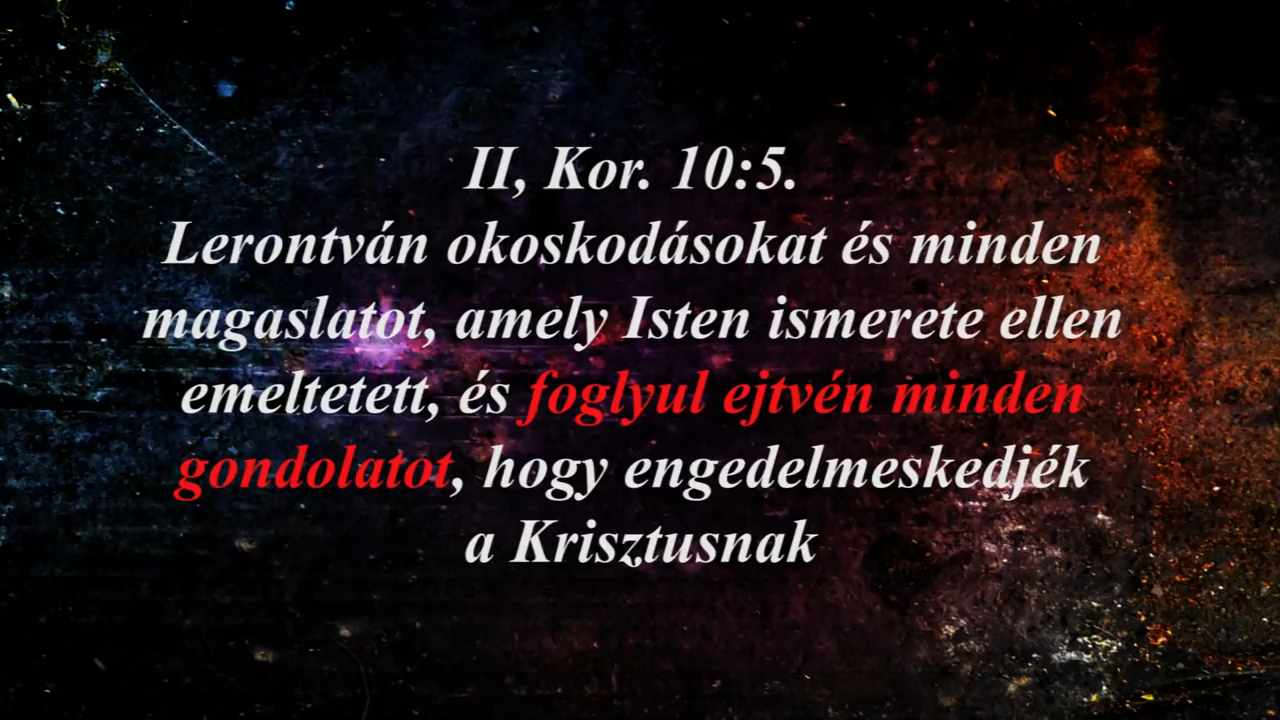 II, Kor. 10:5.
Lerontván okoskodásokat és minden
magaslatot, amely Isten ismerete ellen
emeltetett, és foglyul ejtvén minden
gondolatot, hogy engedelmeskedjék
a Krisztusnak